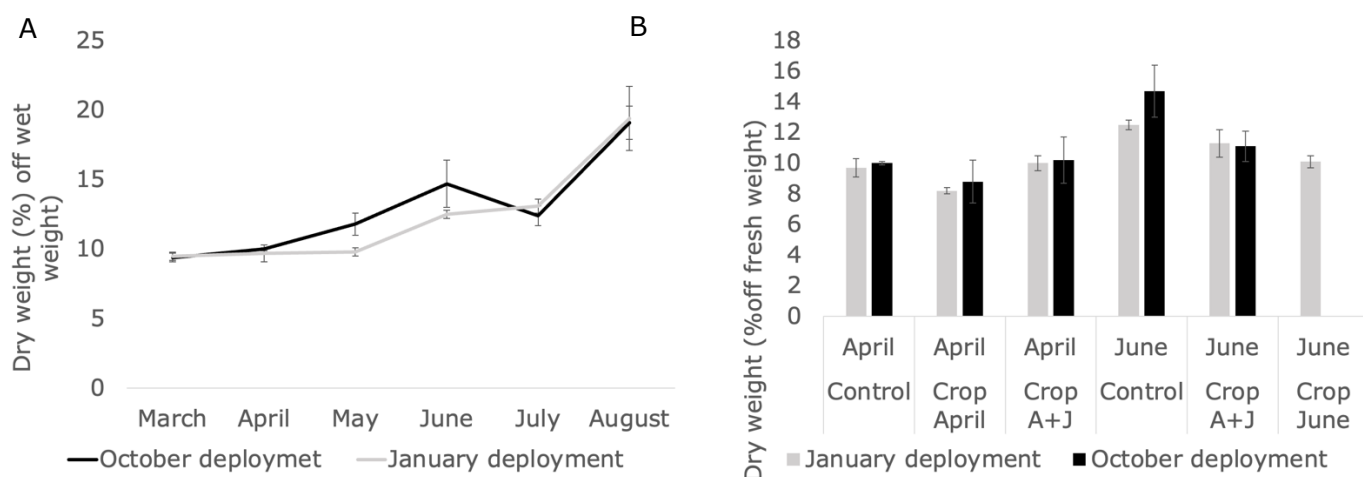 A
Dry weight (%) off wet
weight)
25
20
15
10
5
0
March April May June July August
October deploymet January deployment
B
Dry weight (%off fresh weight)
18
16
14
12
10
8
6
4
2
0
April April April June June June
Control Crop Crop Control Crop Crop
April A+J A+J June
January deployment October deployment